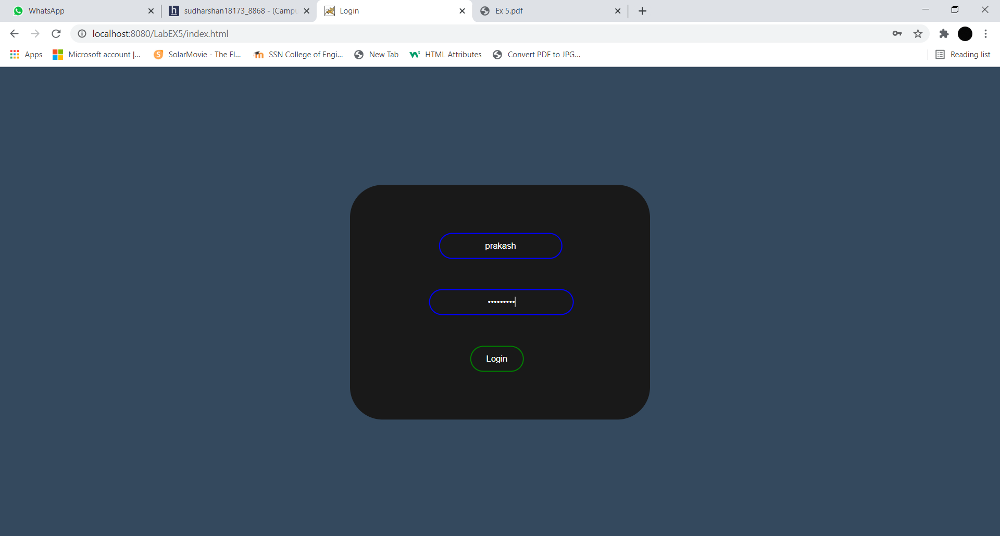 WhatsApp
sudharshan18173_8868 - (Camp
Login
Ex 5.pdf
localhost:8080/LabEX5/index.html
Apps
Microsoft account |...
SolarMovie - The Fl...
SSN College of Engi...
New Tab
HTML Attributes
Convert PDF to JPG...
Reading list
prakash
•••••••••
Login